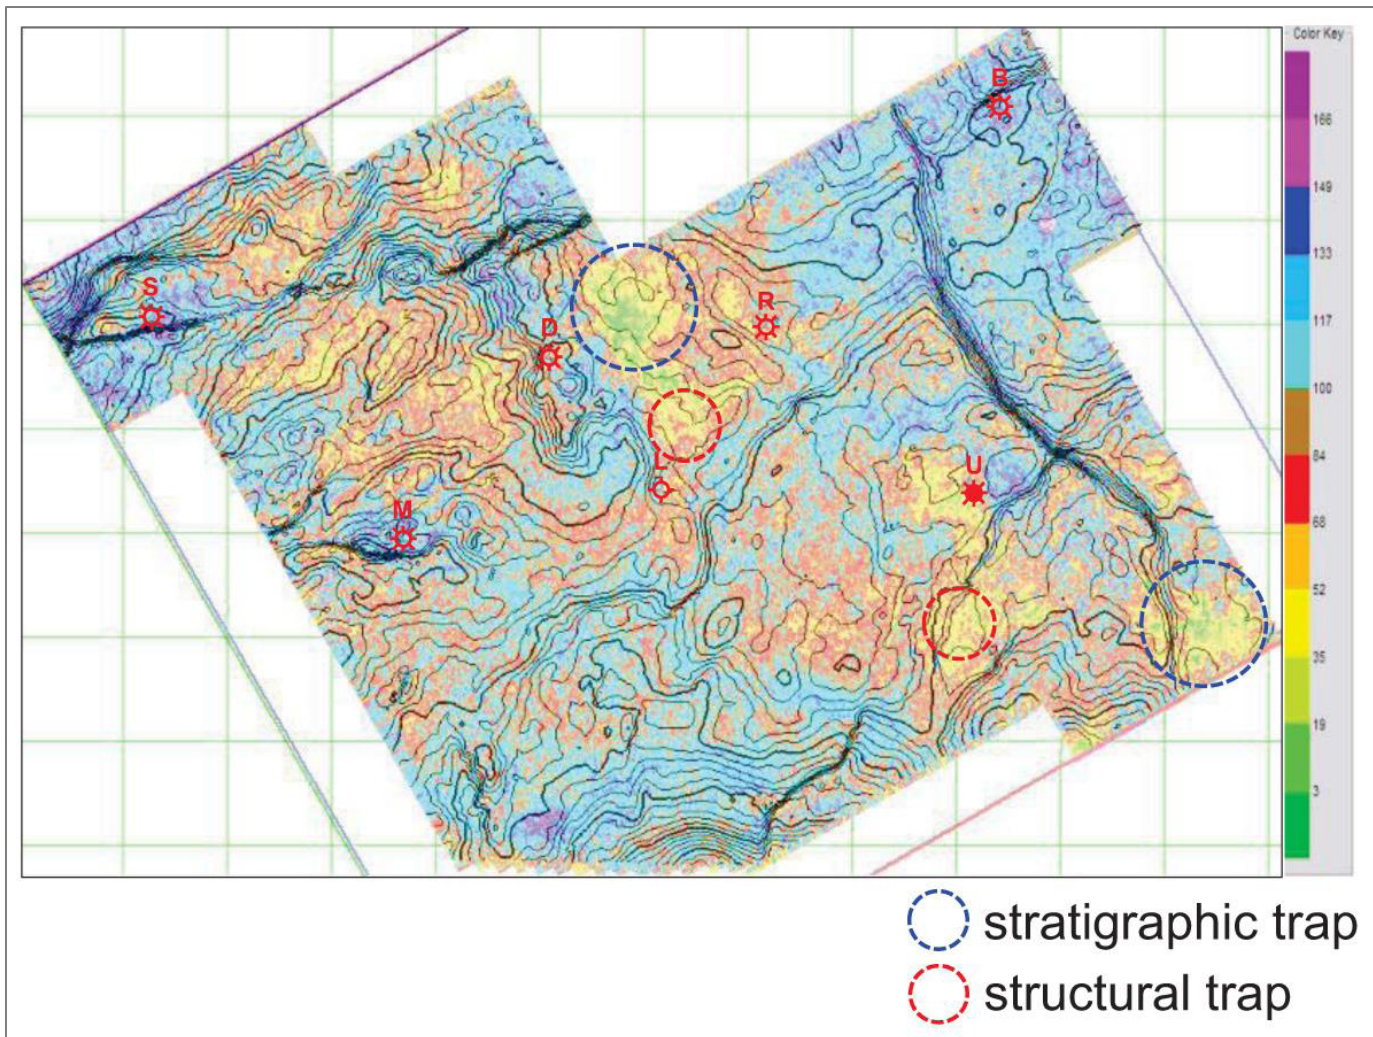 Color Key
B
166
149
133
S
R
117
D
100
84
L
U
68
M
52
35
19
3
stratigraphic trap
structural trap